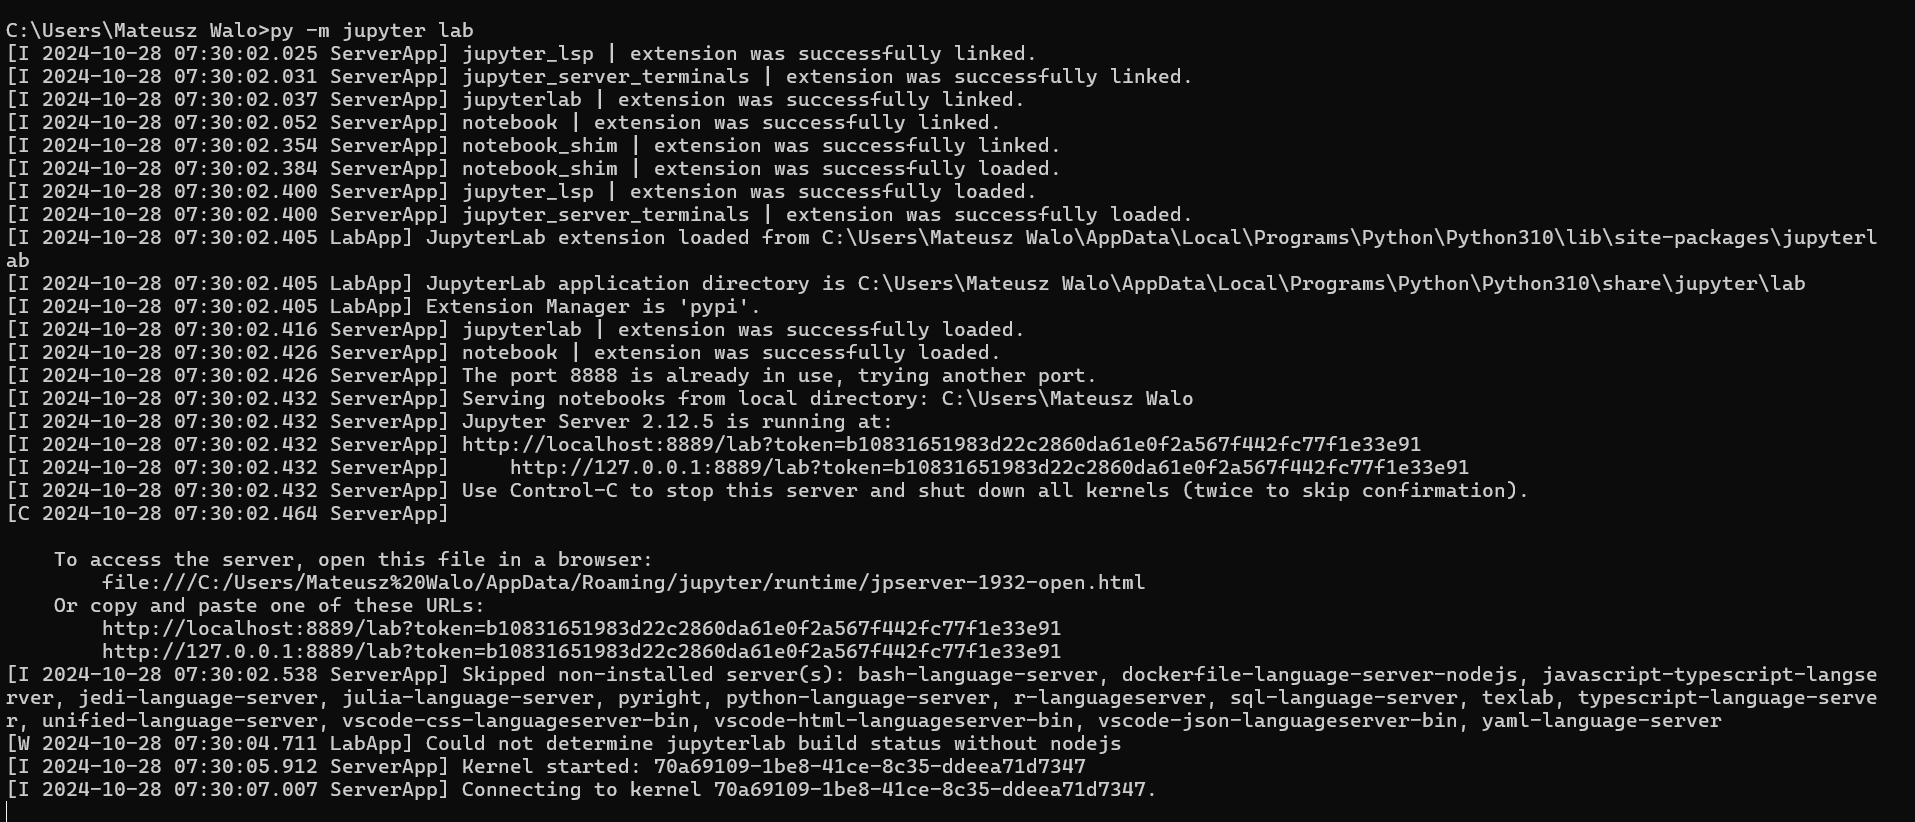 C:\Users\Mateusz Walo>py -m jupyter lab
[I 2024-10-28 07:30:02.025 ServerApp] jupyter_lsp | extension was successfully linked.
[I 2024-10-28 07:30:02.031 ServerApp] jupyter_server_terminals | extension was successfully linked.
[I 2024-10-28 07:30:02.037 ServerApp] jupyterlab | extension was successfully linked.
[I 2024-10-28 07:30:02.052 ServerApp] notebook | extension was successfully linked.
[I 2024-10-28 07:30:02.354 ServerApp] notebook_shim | extension was successfully linked.
[I 2024-10-28 07:30:02.384 ServerApp] notebook_shim | extension was successfully loaded.
[I 2024-10-28 07:30:02.400 ServerApp] jupyter_lsp | extension was successfully loaded.
[I 2024-10-28 07:30:02.400 ServerApp] jupyter_server_terminals | extension was successfully loaded.
[I 2024-10-28 07:30:02.405 LabApp] JupyterLab extension loaded from C:\Users\Mateusz Walo\AppData\Local\Programs\Python\Python310\lib\site-packages\jupyterl
ab
[I 2024-10-28 07:30:02.405 LabApp] JupyterLab application directory is C:\Users\Mateusz Walo\AppData\Local\Programs\Python\Python310\share\jupyter\lab
[I 2024-10-28 07:30:02.405 LabApp] Extension Manager is 'pypi'.
[I 2024-10-28 07:30:02.416 ServerApp] jupyterlab | extension was successfully loaded.
[I 2024-10-28 07:30:02.426 ServerApp] notebook | extension was successfully loaded.
[I 2024-10-28 07:30:02.426 ServerApp] The port 8888 is already in use, trying another port.
[I 2024-10-28 07:30:02.432 ServerApp] Serving notebooks from local directory: C:\Users\Mateusz Walo
[I 2024-10-28 07:30:02.432 ServerApp] Jupyter Server 2.12.5 is running at:
[I 2024-10-28 07:30:02.432 ServerApp] http://localhost:8889/lab?token=b10831651983d22c2860da61e0f2a567f442fc77f1e33e91
[I 2024-10-28 07:30:02.432 ServerApp]     http://127.0.0.1:8889/lab?token=b10831651983d22c2860da61e0f2a567f442fc77f1e33e91
[I 2024-10-28 07:30:02.432 ServerApp] Use Control-C to stop this server and shut down all kernels (twice to skip confirmation).
[C 2024-10-28 07:30:02.464 ServerApp]
    To access the server, open this file in a browser:
        file:///C:/Users/Mateusz%20Walo/AppData/Roaming/jupyter/runtime/jpserver-1932-open.html
    Or copy and paste one of these URLs:
        http://localhost:8889/lab?token=b10831651983d22c2860da61e0f2a567f442fc77f1e33e91
        http://127.0.0.1:8889/lab?token=b10831651983d22c2860da61e0f2a567f442fc77f1e33e91
[I 2024-10-28 07:30:02.538 ServerApp] Skipped non-installed server(s): bash-language-server, dockerfile-language-server-nodejs, javascript-typescript-langse
rver, jedi-language-server, julia-language-server, pyright, python-language-server, r-languageserver, sql-language-server, texlab, typescript-language-serve
r, unified-language-server, vscode-css-languageserver-bin, vscode-html-languageserver-bin, vscode-json-languageserver-bin, yaml-language-server
[W 2024-10-28 07:30:04.711 LabApp] Could not determine jupyterlab build status without nodejs
[I 2024-10-28 07:30:05.912 ServerApp] Kernel started: 70a69109-1be8-41ce-8c35-ddeea71d7347
[I 2024-10-28 07:30:07.007 ServerApp] Connecting to kernel 70a69109-1be8-41ce-8c35-ddeea71d7347.